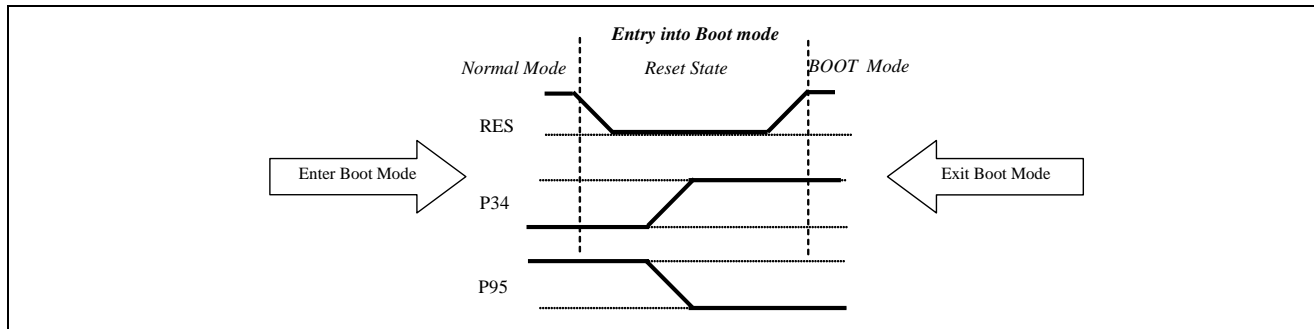 Entry into Boot mode
Normal Mode Reset State BOOT Mode
RES
Enter Boot Mode Exit Boot Mode
P34
P95